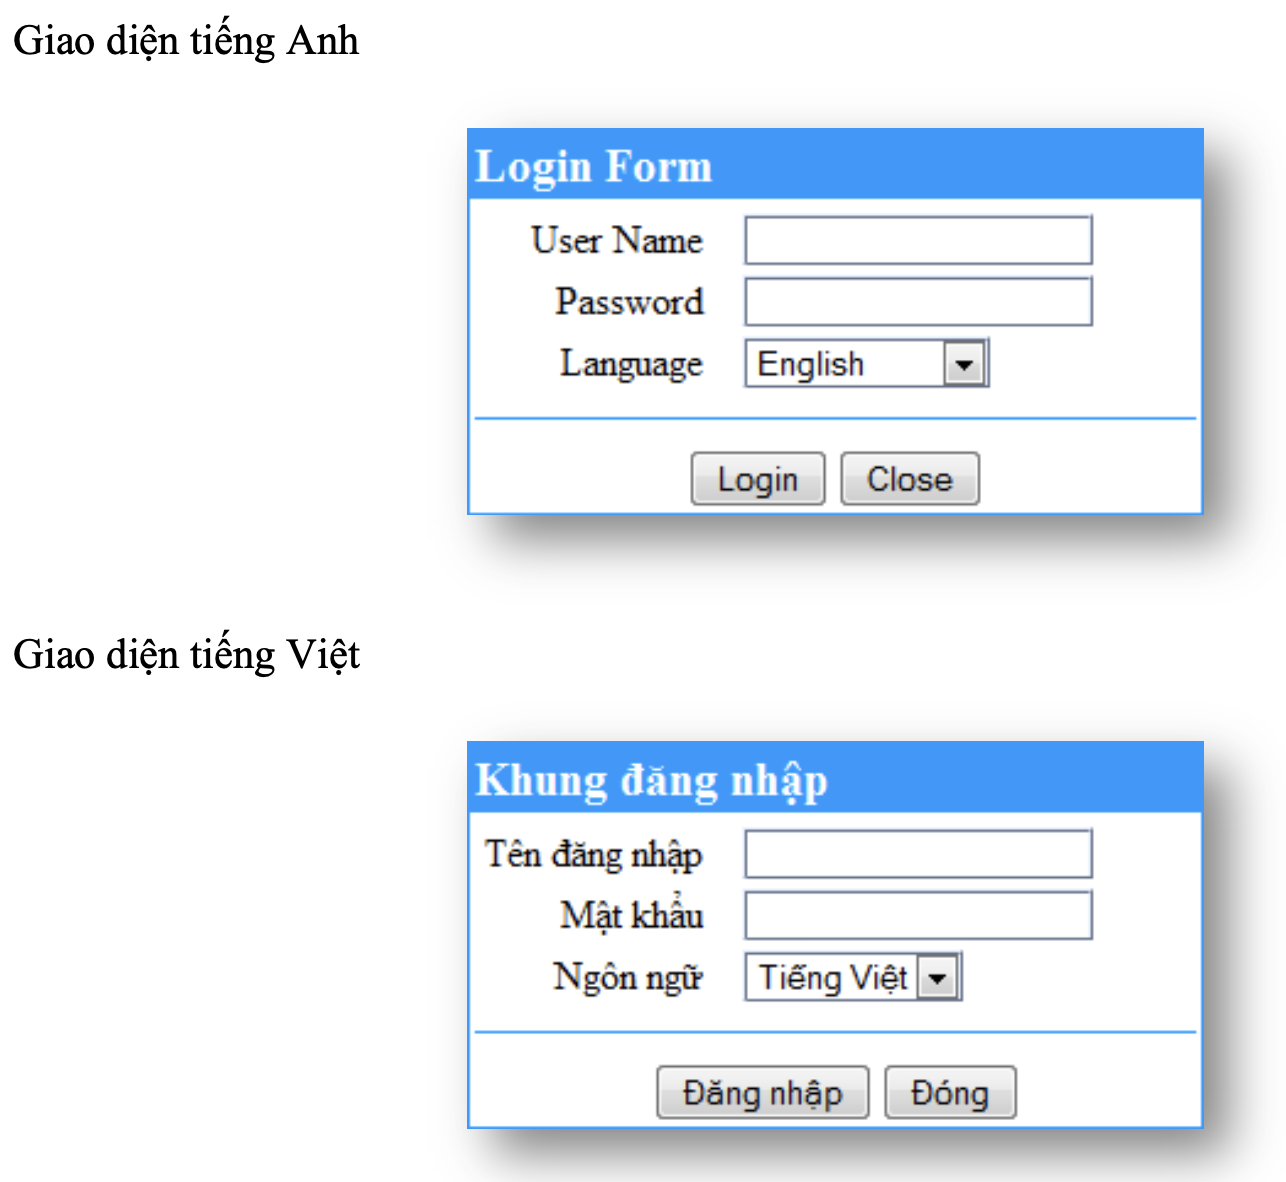 Giao diện tiếng Anh
Login Form
User Name
Password
Language English
Login Close
Giao diện tiếng Việt
Khung đăng nhập
Tên đăng nhập
Mật khẩu
Ngôn ngữ Tiếng Việt
Đăng nhập Đóng